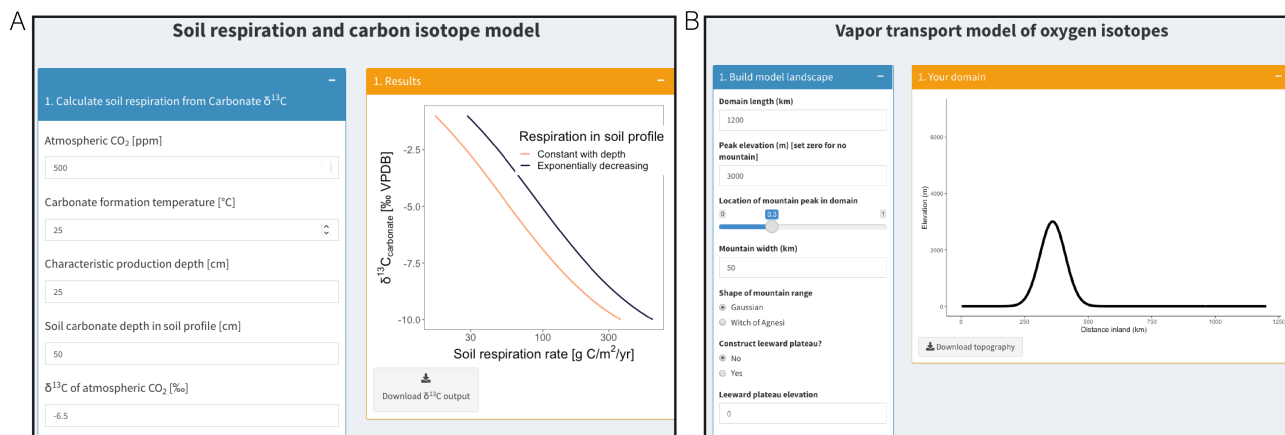 A
Soil respiration and carbon isotope model
1. Calculate soil respiration from Carbonate δ¹³C
Atmospheric CO₂ [ppm]
500
Carbonate formation temperature [°C]
25
Characteristic production depth [cm]
25
Soil carbonate depth in soil profile [cm]
50
δ¹³C of atmospheric CO₂ [‰]
-6.5
1. Results
Respiration in soil profile
Constant with depth
Exponentially decreasing
δ¹³C carbonate [‰ VPDB]
-2.5
-5.0
-7.5
-10.0
30
100
300
Soil respiration rate [g C/m²/yr]
Download δ¹³C output
B
Vapor transport model of oxygen isotopes
1. Build model landscape
Domain length (km)
1200
Peak elevation (m) [set zero for no
mountain]
3000
Location of mountain peak in domain
0
0.3
1
Mountain width (km)
50
Shape of mountain range
Gaussian
Witch of Agnesi
Construct leeward plateau?
No
Yes
Leeward plateau elevation
0
1. Your domain
Elevation (m)
6000
4000
2000
0
0
250
500
750
1000
1250
Distance inland (km)
Download topography